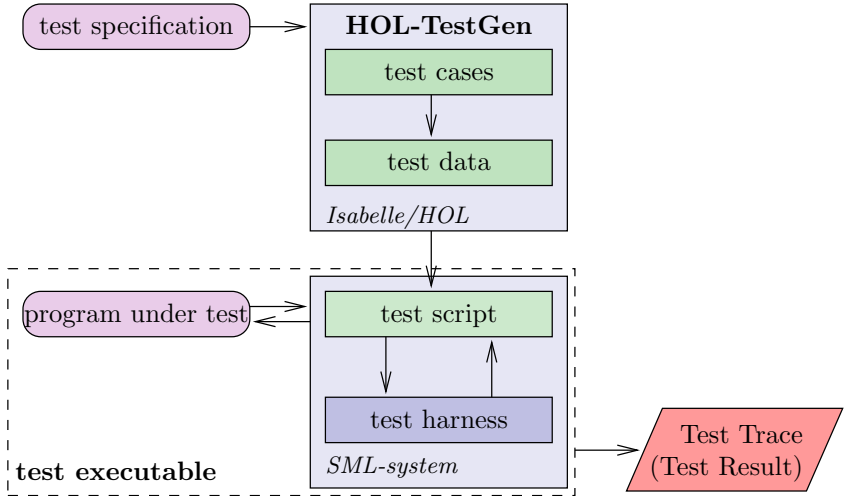 test specification
HOL-TestGen
test cases
test data
Isabelle/HOL
program under test
test script
test harness
SML-system
test executable
Test Trace
(Test Result)